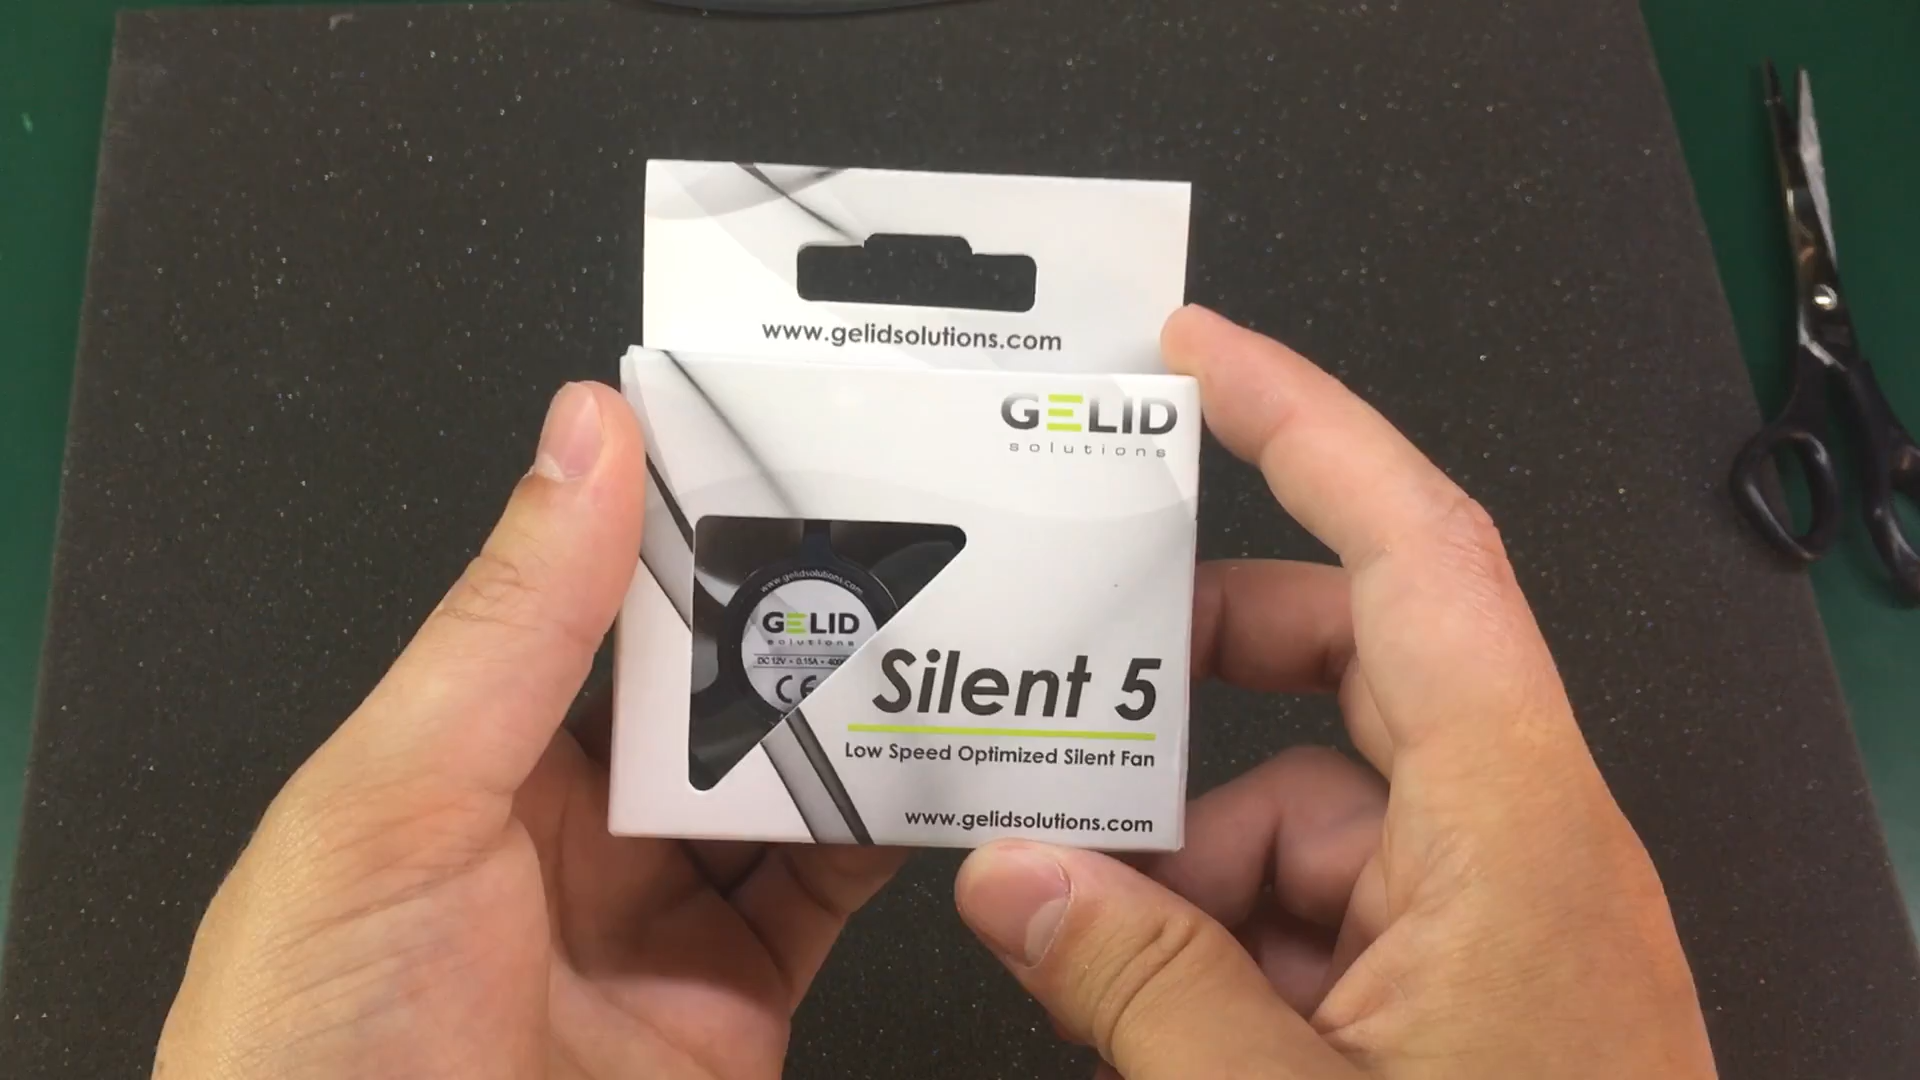 www.gelidsolutions.com
GELID
solutions
www.gelidsolutions.com
GELID
solutions
DC 12V • 0.15A •
CE
Silent 5
Low Speed Optimized Silent Fan
www.gelidsolutions.com